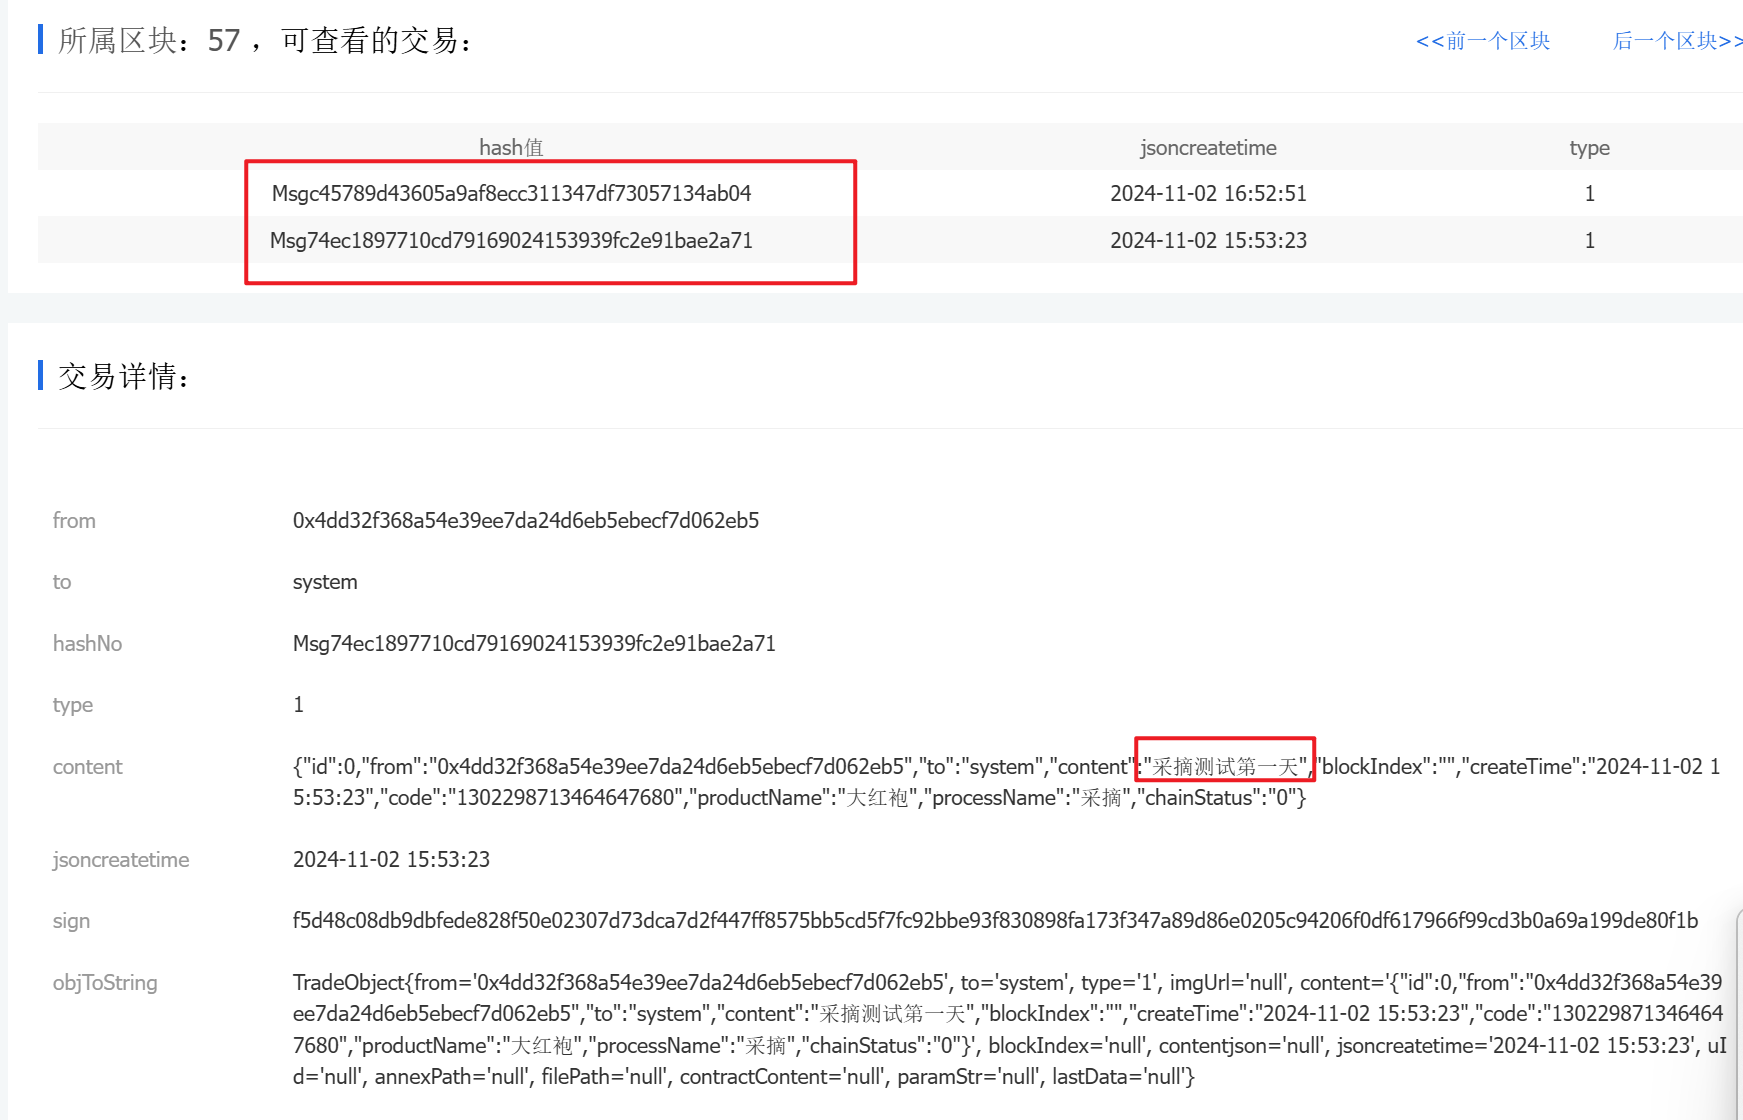 所属区块：57 ，可查看的交易：
<<前一个区块 后一个区块>>
hash值 jsoncreatetime type
Msgc45789d43605a9af8ecc311347df73057134ab04 2024-11-02 16:52:51 1
Msg74ec1897710cd79169024153939fc2e91bae2a71 2024-11-02 15:53:23 1
交易详情：
from 0x4dd32f368a54e39ee7da24d6eb5ebecf7d062eb5
to system
hashNo Msg74ec1897710cd79169024153939fc2e91bae2a71
type 1
content {"id":0,"from":"0x4dd32f368a54e39ee7da24d6eb5ebecf7d062eb5","to":"system","content":"采摘测试第一天","blockIndex":"","createTime":"2024-11-02 1
5:53:23","code":"1302298713464647680","productName":"大红袍","processName":"采摘","chainStatus":"0"}
jsoncreatetime 2024-11-02 15:53:23
sign f5d48c08db9dbfede828f50e02307d73dca7d2f447ff8575bb5cd5f7fc92bbe93f830898fa173f347a89d86e0205c94206f0df617966f99cd3b0a69a199de80f1b
objToString TradeObject{from='0x4dd32f368a54e39ee7da24d6eb5ebecf7d062eb5', to='system', type='1', imgUrl='null', content='{"id":0,"from":"0x4dd32f368a54e39
ee7da24d6eb5ebecf7d062eb5","to":"system","content":"采摘测试第一天","blockIndex":"","createTime":"2024-11-02 15:53:23","code":"130229871346464
7680","productName":"大红袍","processName":"采摘","chainStatus":"0"}', blockIndex='null', contentjson='null', jsoncreatetime='2024-11-02 15:53:23', uI
d='null', annexPath='null', filePath='null', contractContent='null', paramStr='null', lastData='null'}